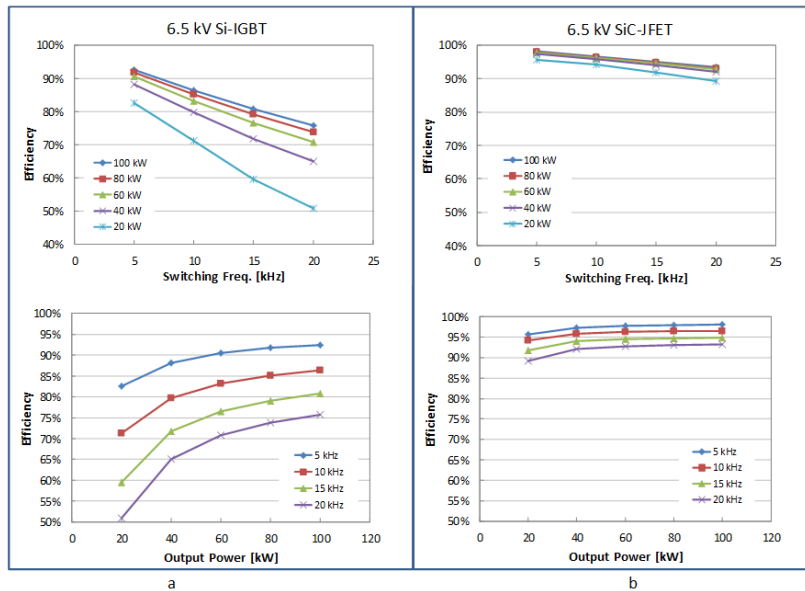 6.5 kV Si-IGBT
100%
90%
80%
70%
60%
50%
40%
Efficiency
100 kW
80 kW
60 kW
40 kW
20 kW
0 5 10 15 20 25
Switching Freq. [kHz]
100%
95%
90%
85%
80%
75%
70%
65%
60%
55%
50%
Efficiency
5 kHz
10 kHz
15 kHz
20 kHz
0 20 40 60 80 100 120
Output Power [kW]
a
6.5 kV SiC-JFET
100%
90%
80%
70%
60%
50%
40%
Efficiency
100 kW
80 kW
60 kW
40 kW
20 kW
0 5 10 15 20 25
Switching Freq. [kHz]
100%
95%
90%
85%
80%
75%
70%
65%
60%
55%
50%
Efficiency
5 kHz
10 kHz
15 kHz
20 kHz
0 20 40 60 80 100 120
Output Power [kW]
b